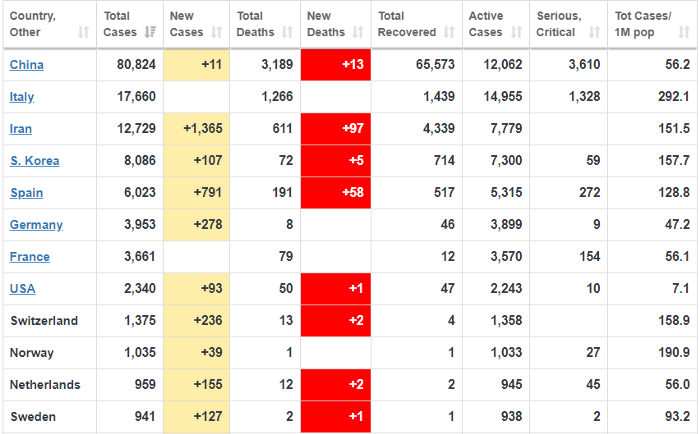 Country, Other Total Cases New Cases Total Deaths New Deaths Total Recovered Active Cases Serious, Critical Tot Cases/ 1M pop
China 80,824 +11 3,189 +13 65,573 12,062 3,610 56.2
Italy 17,660 1,266 1,439 14,955 1,328 292.1
Iran 12,729 +1,365 611 +97 4,339 7,779 151.5
S. Korea 8,086 +107 72 +5 714 7,300 59 157.7
Spain 6,023 +791 191 +58 517 5,315 272 128.8
Germany 3,953 +278 8 46 3,899 9 47.2
France 3,661 79 12 3,570 154 56.1
USA 2,340 +93 50 +1 47 2,243 10 7.1
Switzerland 1,375 +236 13 +2 4 1,358 158.9
Norway 1,035 +39 1 1 1,033 27 190.9
Netherlands 959 +155 12 +2 2 945 45 56.0
Sweden 941 +127 2 +1 1 938 2 93.2